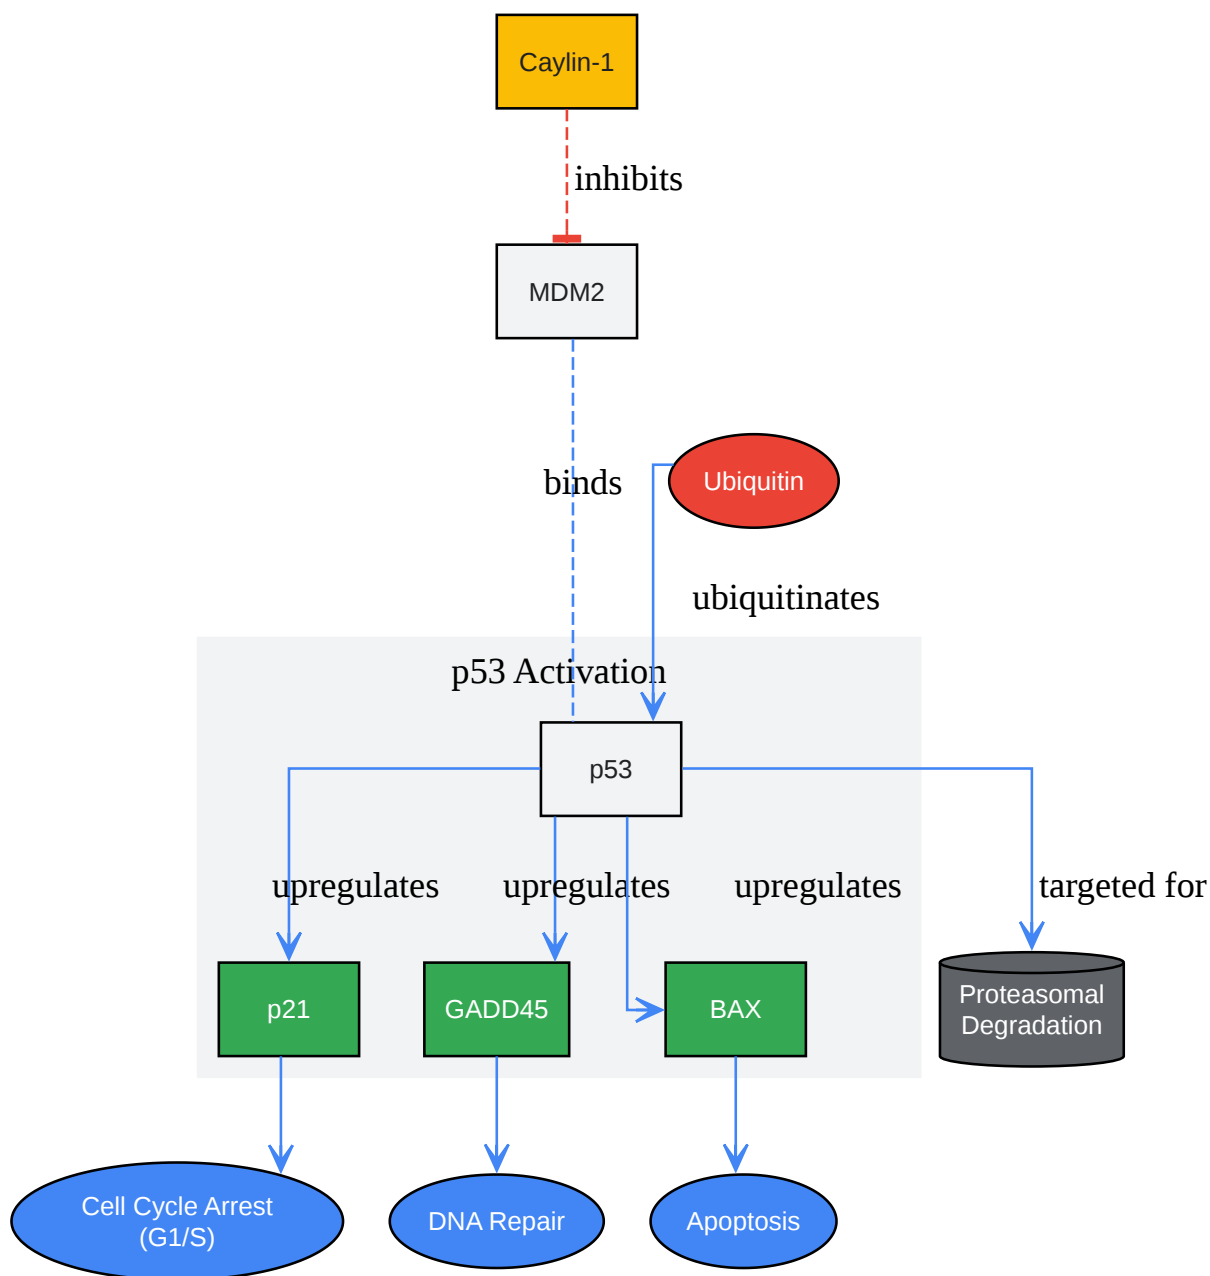 Caylin-1
inhibits
MDM2
binds
Ubiquitin
ubiquitinates
p53 Activation
p53
upregulates
upregulates
upregulates
targeted for
p21
GADD45
BAX
Proteasomal
Degradation
Cell Cycle Arrest
(G1/S)
DNA Repair
Apoptosis